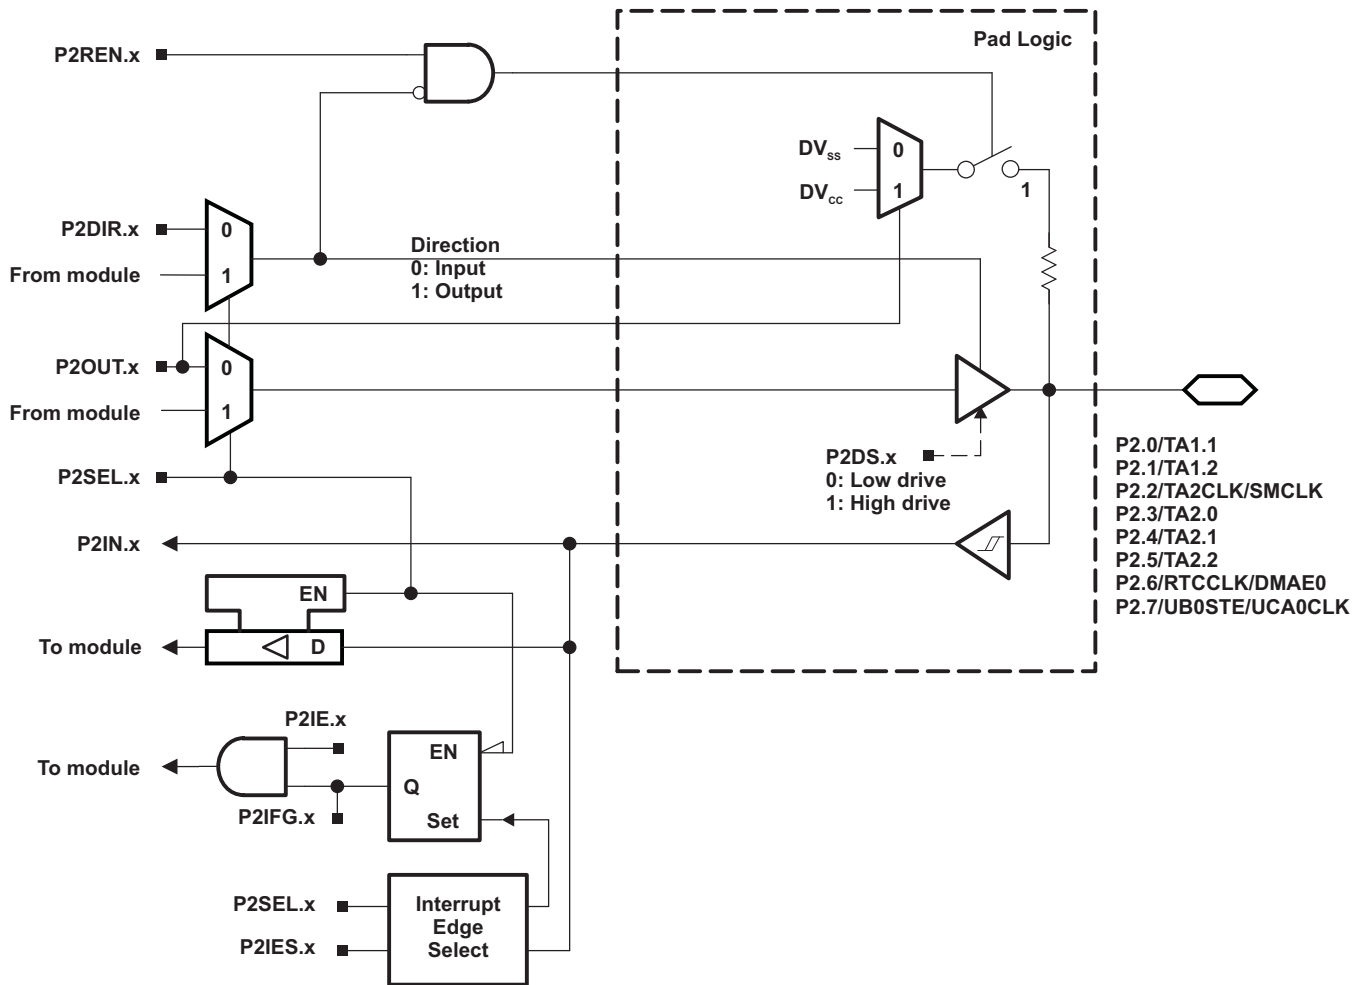 Pad Logic
P2REN.x
DVSS
0
DVCC
1
1
P2DIR.x
0
From module
1
Direction
0: Input
1: Output
P2OUT.x
0
From module
1
P2SEL.x
P2DS.x
0: Low drive
1: High drive
P2.0/TA1.1
P2.1/TA1.2
P2.2/TA2CLK/SMCLK
P2.3/TA2.0
P2.4/TA2.1
P2.5/TA2.2
P2.6/RTCCLK/DMAE0
P2.7/UB0STE/UCA0CLK
P2IN.x
EN
To module
D
P2IE.x
EN
To module
Q
P2IFG.x
Set
P2SEL.x
P2IES.x
Interrupt
Edge
Select